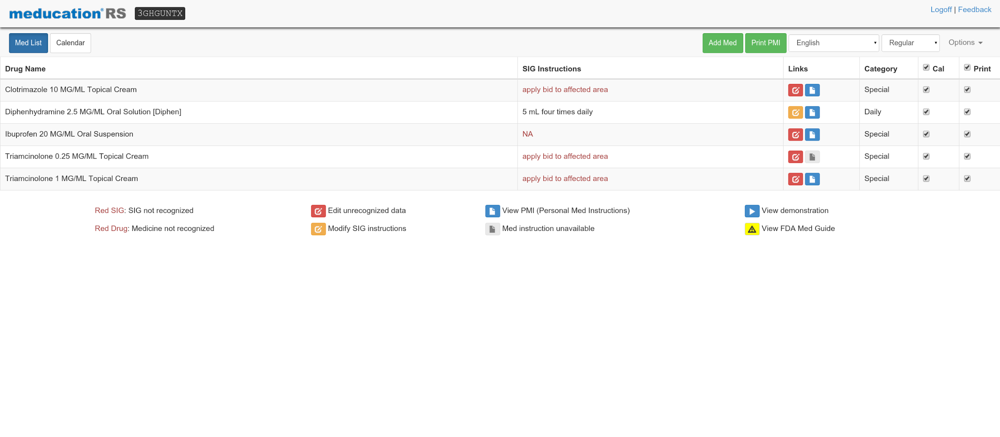 meducation® RS 3GHGUNTX Logoff | Feedback
Med List Calendar Add Med Print PMI English Regular Options
Drug Name SIG Instructions Links Category Cal Print
Clotrimazole 10 MG/ML Topical Cream apply bid to affected area Special
Diphenhydramine 2.5 MG/ML Oral Solution [Diphen] 5 mL four times daily Daily
Ibuprofen 20 MG/ML Oral Suspension NA Special
Triamcinolone 0.25 MG/ML Topical Cream apply bid to affected area Special
Triamcinolone 1 MG/ML Topical Cream apply bid to affected area Special
Red SIG: SIG not recognized Edit unrecognized data View PMI (Personal Med Instructions) View demonstration
Red Drug: Medicine not recognized Modify SIG instructions Med instruction unavailable View FDA Med Guide